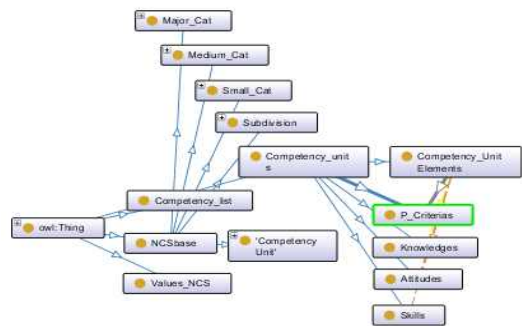 Major_Cat
Medium_Cat
Small_Cat
Subdivision
Competency_unit
s
Competency_Unit
Elements
P_Criterias
Competency_list
owl:Thing
NCSbase
'Competency
Unit'
Knowledges
Values_NCS
Attitudes
Skills